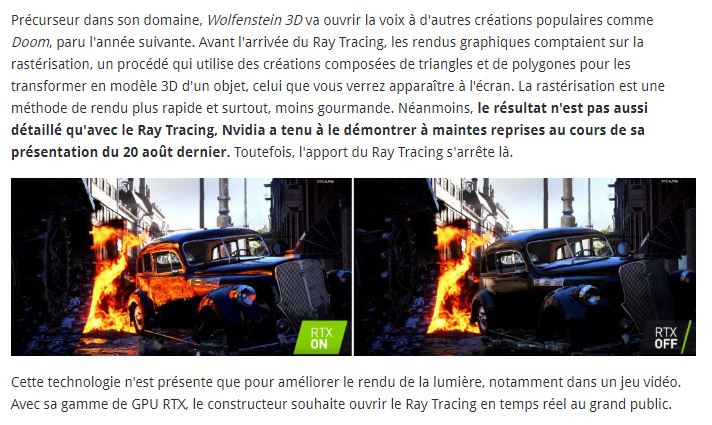 Précurseur dans son domaine, Wolfenstein 3D va ouvrir la voix à d'autres créations populaires comme
Doom, paru l'année suivante. Avant l'arrivée du Ray Tracing, les rendus graphiques comptaient sur la
rastérisation, un procédé qui utilise des créations composées de triangles et de polygones pour les
transformer en modèle 3D d'un objet, celui que vous verrez apparaître à l'écran. La rastérisation est une
méthode de rendu plus rapide et surtout, moins gourmande. Néanmoins, le résultat n'est pas aussi
détaillé qu'avec le Ray Tracing, Nvidia a tenu à le démontrer à maintes reprises au cours de sa
présentation du 20 août dernier. Toutefois, l'apport du Ray Tracing s'arrête là.
RTX
ON
RTX
OFF
Cette technologie n'est présente que pour améliorer le rendu de la lumière, notamment dans un jeu vidéo.
Avec sa gamme de GPU RTX, le constructeur souhaite ouvrir le Ray Tracing en temps réel au grand public.